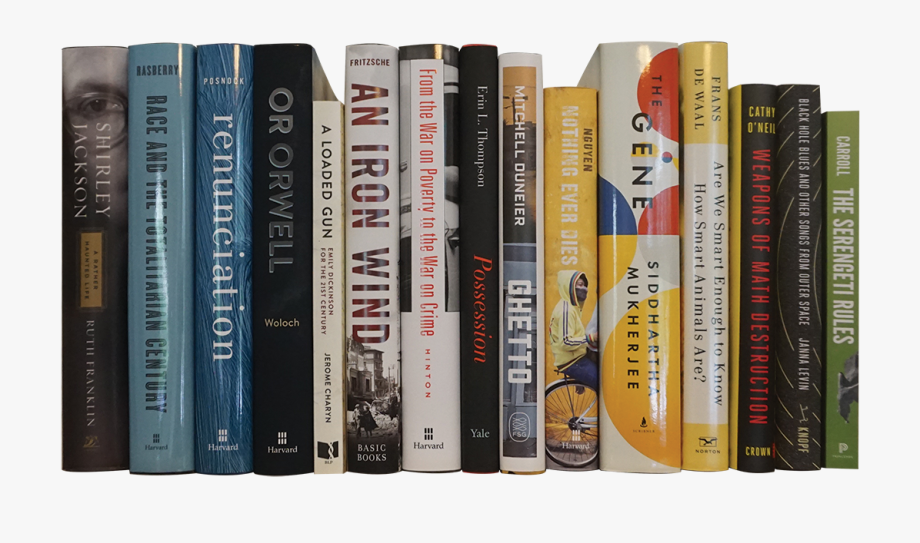 SHIRLEY
JACKSON
A RATHER
HAUNTED LIFE
RUTH FRANKLIN
RASBERRY
RACE AND THE TOTALITARIAN CENTURY
Harvard
POSNOCK
renunciation
Harvard
OR ORWELL
Woloch
Harvard
A LOADED GUN
EMILY DICKINSON
FOR THE 21ST CENTURY
JEROME CHARYN
BLP
FRITZSCHE
AN IRON WIND
BASIC
BOOKS
From the War on Poverty to the War on Crime
HINTON
Harvard
Erin L. Thompson
Possession
Yale
MITCHELL DUNEIER
GHETTO
FSG
NGUYEN
NOTHING EVER DIES
Harvard
THE
GENE
SIDDHARTHA
MUKHERJEE
SCRIBNER
FRANS
DE WAAL
Are We Smart Enough to Know
How Smart Animals Are?
NORTON
CATHY
O'NEIL
WEAPONS OF MATH DESTRUCTION
CROWN
BLACK HOLE BLUES AND OTHER SONGS FROM OUTER SPACE
JANNA LEVIN
KNOPF
CARROLL
THE SERENGETI RULES